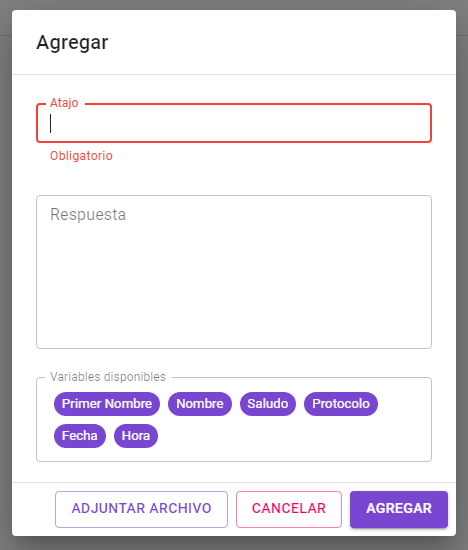 Agregar
Atajo
Obligatorio
Respuesta
Variables disponibles
Primer Nombre Nombre Saludo Protocolo
Fecha Hora
ADJUNTAR ARCHIVO CANCELAR AGREGAR